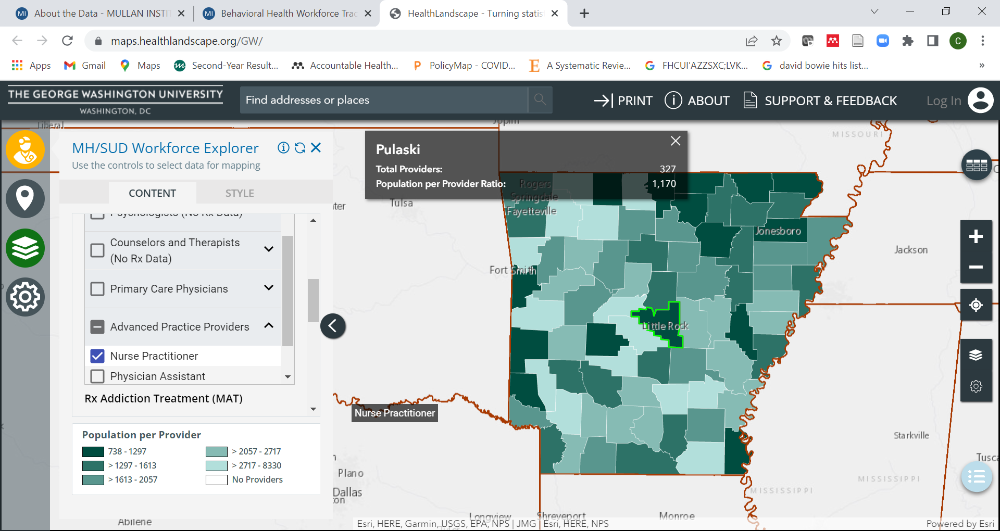 About the Data - MULLAN INSTIT
Behavioral Health Workforce Trac
HealthLandscape - Turning statis
maps.healthlandscape.org/GW/
C
Apps
Gmail
Maps
Second-Year Result...
Accountable Health...
PolicyMap - COVID...
A Systematic Revie...
FHCUI'AZZSXC;LVK...
david bowie hits list...
»
THE GEORGE WASHINGTON UNIVERSITY
WASHINGTON, DC
Find addresses or places
PRINT
ABOUT
SUPPORT & FEEDBACK
Log In
Liberal
Joplin
MISSOURI
MH/SUD Workforce Explorer
Use the controls to select data for mapping
CONTENT
STYLE
Psychologists (No Rx Data)
Counselors and Therapists
(No Rx Data)
Primary Care Physicians
Advanced Practice Providers
Nurse Practitioner
Physician Assistant
Rx Addiction Treatment (MAT)
Population per Provider
738 - 1297
> 1297 - 1613
> 1613 - 2057
> 2057 - 2717
> 2717 - 8330
No Providers
Pulaski
Total Providers: 327
Population per Provider Ratio: 1,170
Rogers
Springdale
Fayetteville
Tulsa
Jonesboro
Jackson
Fort Smith
Little Rock
Nurse Practitioner
Starkville
Tusca
Plano
Dallas
MISSISSIPPI
MISSISSIPPI
Abilene
Longview
Shreveport
Monroe
Esri, HERE, Garmin, USGS, EPA, NPS | JMG | Esri, HERE, NPS
Powered by Esri